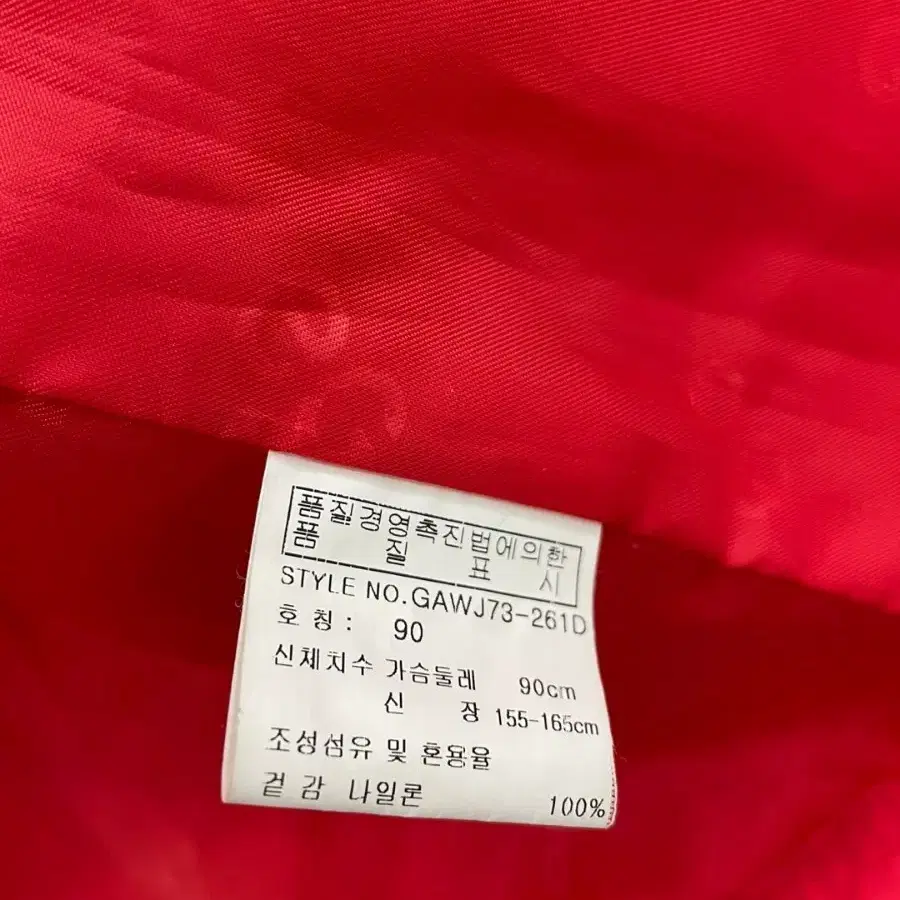 품질경영촉진법에의한
품 질 표 시
STYLE NO.GAWJ73-261D
호 칭 : 90
신체치수 가슴둘레 90cm
신 장 155-165cm
조성섬유 및 혼용율
겉 감 나일론 100%